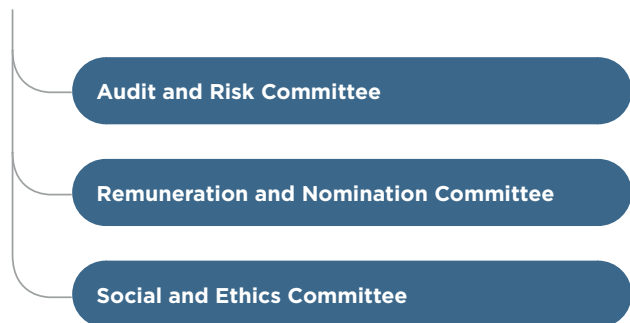 Audit and Risk Committee
Remuneration and Nomination Committee
Social and Ethics Committee